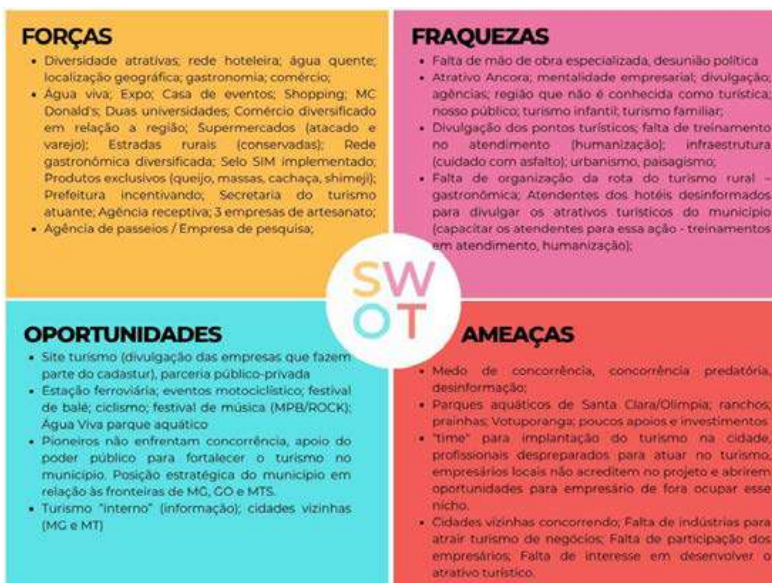 FORÇAS
• Diversidade atrativas; rede hoteleira; água quente;
localização geográfica; gastronomia; comércio;
• Água viva; Expo; Casa de eventos; Shopping; MC
Donald's; Duas universidades; Comércio diversificado
em relação a região; Supermercados (atacado e
varejo); Estradas rurais (conservadas); Rede
gastronômica diversificada; Selo SIM implementado;
Produtos exclusivos (queijo, massas, cachaça, shimeji);
Prefeitura incentivando; Secretaria do turismo
atuante; Agência receptiva; 3 empresas de artesanato;
• Agência de passeios / Empresa de pesquisa;
FRAQUEZAS
• Falta de mão de obra especializada, desunião política
• Atrativo Ancora; mentalidade empresarial; divulgação;
agências; região que não é conhecida como turística;
nosso público; turismo infantil; turismo familiar;
• Divulgação dos pontos turísticos; falta de treinamento
no atendimento (humanização); infraestrutura
(cuidado com asfalto); urbanismo, paisagismo;
• Falta de organização da rota do turismo rural –
gastronômica; Atendentes dos hotéis desinformados
para divulgar os atrativos turísticos do município
(capacitar os atendentes para essa ação - treinamentos
em atendimento, humanização);
SW
OT
OPORTUNIDADES
• Site turismo (divulgação das empresas que fazem
parte do cadastur), parceria público-privada
• Estação ferroviária; eventos motociclístico; festival
de balé; ciclismo; festival de música (MPB/ROCK);
Água Viva parque aquático
• Pioneiros não enfrentam concorrência, apoio do
poder público para fortalecer o turismo no
município. Posição estratégica do município em
relação às fronteiras de MG, GO e MTS.
• Turismo "interno" (informação); cidades vizinhas
(MG e MT)
AMEAÇAS
• Medo de concorrência, concorrência predatória,
desinformação;
• Parques aquáticos de Santa Clara/Olimpia; ranchos;
prainhas; Votuporanga; poucos apoios e investimentos
• "time" para implantação do turismo na cidade,
profissionais despreparados para atuar no turismo,
empresários locais não acreditem no projeto e abrirem
oportunidades para empresário de fora ocupar esse
nicho.
• Cidades vizinhas concorrendo; Falta de indústrias para
atrair turismo de negócios; Falta de participação dos
empresários; Falta de interesse em desenvolver o
atrativo turístico.